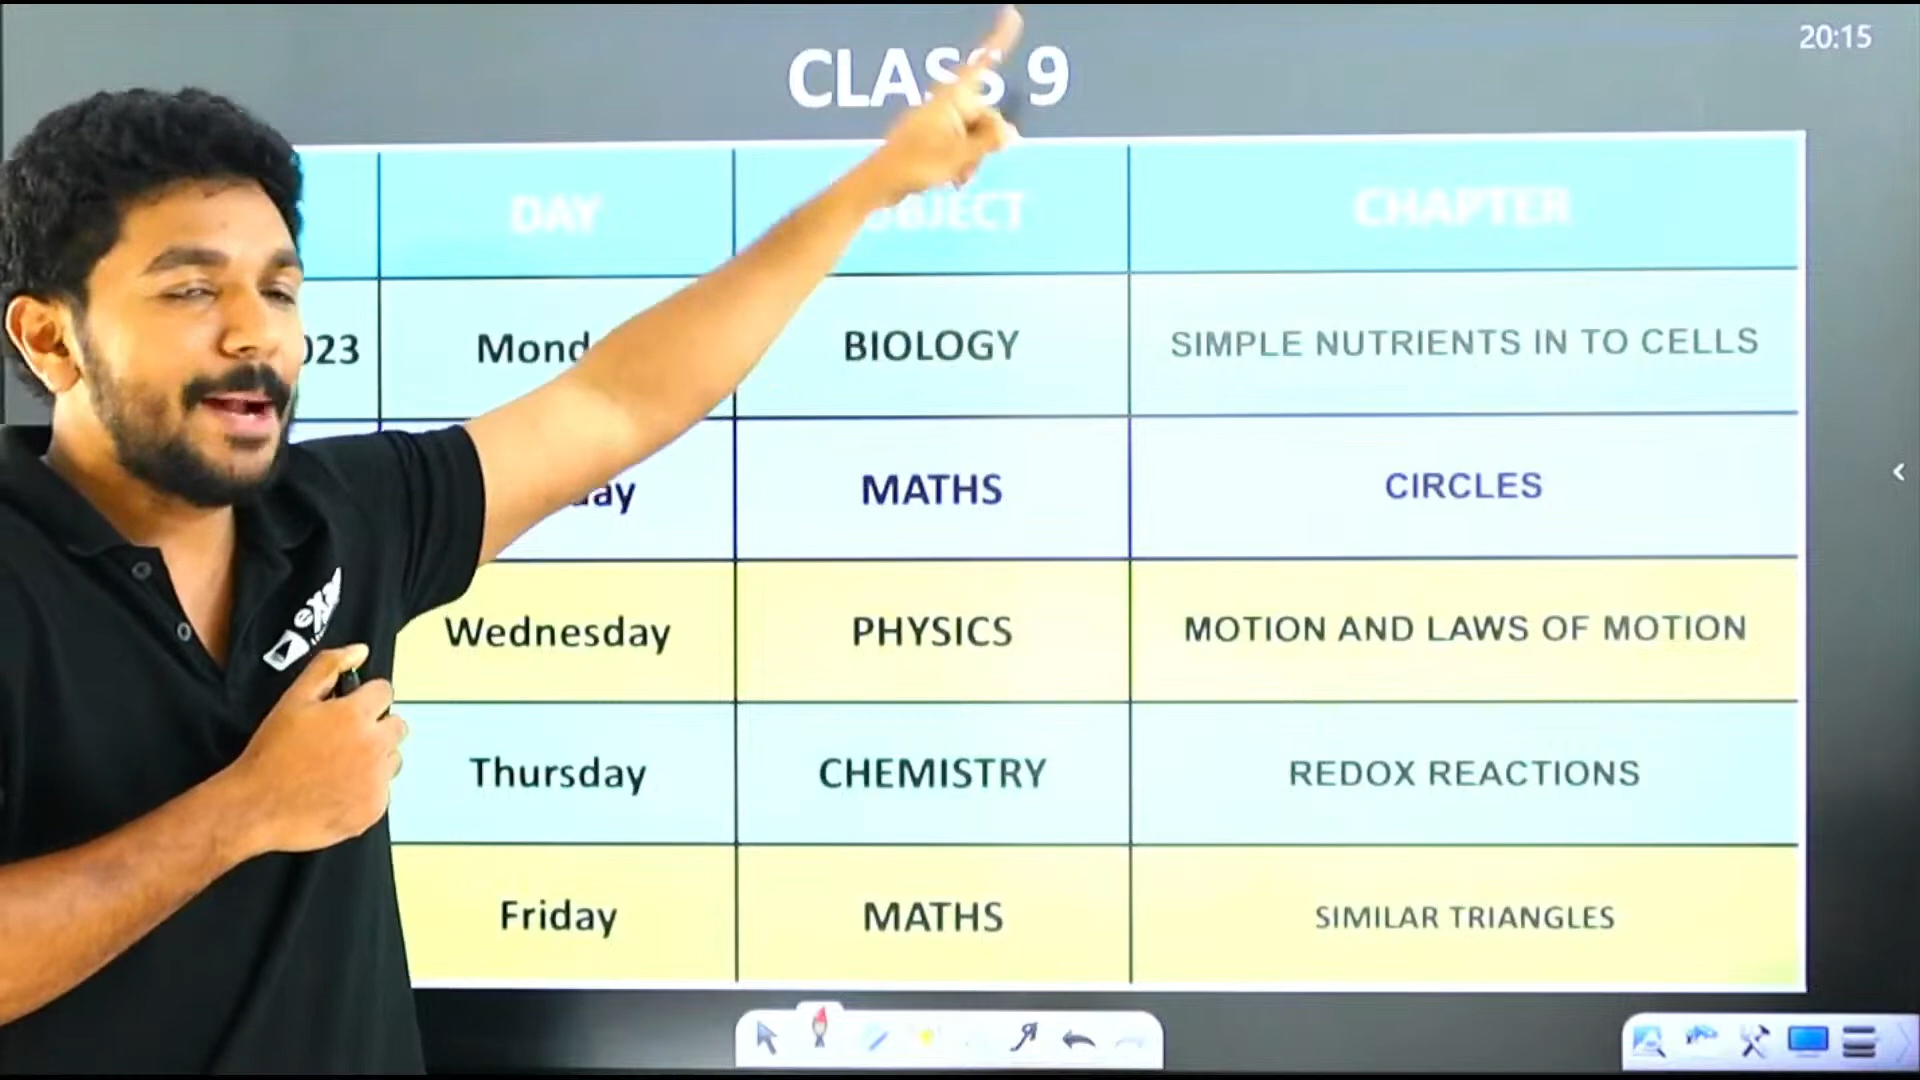 20:15
CLASS 9
DAY CHAPTER
023 BIOLOGY SIMPLE NUTRIENTS IN TO CELLS
MATHS CIRCLES
Wednesday PHYSICS MOTION AND LAWS OF MOTION
Thursday CHEMISTRY REDOX REACTIONS
Friday MATHS SIMILAR TRIANGLES